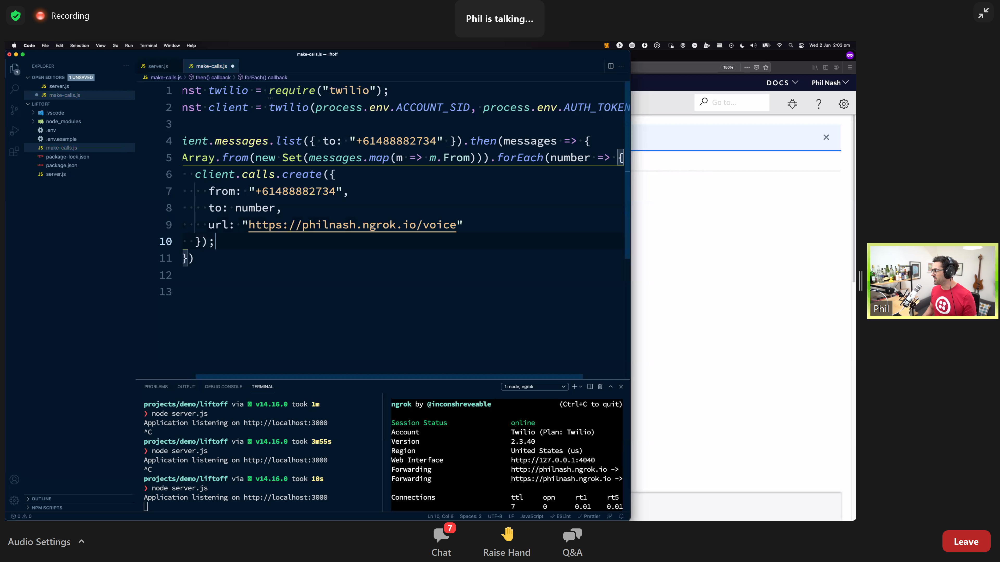 Recording
Phil is talking...
Code File Edit Selection View Go Run Terminal Window Help
Wed 2 Jun 2:03 pm
make-calls.js — liftoff
EXPLORER
OPEN EDITORS 1 UNSAVED
JS server.js
JS make-calls.js
LIFTOFF
.vscode
node_modules
.env
.env.example
JS make-calls.js
package-lock.json
package.json
JS server.js
OUTLINE
NPM SCRIPTS
1
JS server.js
JS make-calls.js
JS make-calls.js > then() callback > forEach() callback
1 nst twilio = require("twilio");
2 nst client = twilio(process.env.ACCOUNT_SID, process.env.AUTH_TOKEN
3
4 ient.messages.list({ to: "+61488882734" }).then(messages => {
5 Array.from(new Set(messages.map(m => m.From))).forEach(number => {
6 client.calls.create({
7 from: "+61488882734",
8 to: number,
9 url: "https://philnash.ngrok.io/voice"
10 });
11 })
12
13
PROBLEMS OUTPUT DEBUG CONSOLE TERMINAL
1: node, ngrok
projects/demo/liftoff via v14.16.0 took 1m
❯ node server.js
Application listening on http://localhost:3000
^C
projects/demo/liftoff via v14.16.0 took 3m55s
❯ node server.js
Application listening on http://localhost:3000
^C
projects/demo/liftoff via v14.16.0 took 10s
❯ node server.js
Application listening on http://localhost:3000
ngrok by @inconshreveable (Ctrl+C to quit)
Session Status online
Account Twilio (Plan: Twilio)
Version 2.3.40
Region United States (us)
Web Interface http://127.0.0.1:4040
Forwarding http://philnash.ngrok.io ->
Forwarding https://philnash.ngrok.io ->
Connections ttl opn rt1 rt5
7 0 0.01 0.01
0 0
Ln 10, Col 8 Spaces: 2 UTF-8 LF JavaScript ESLint Prettier
150%
DOCS
Phil Nash
Go to...
Phil
Audio Settings
7
Chat
Raise Hand
Q&A
Leave